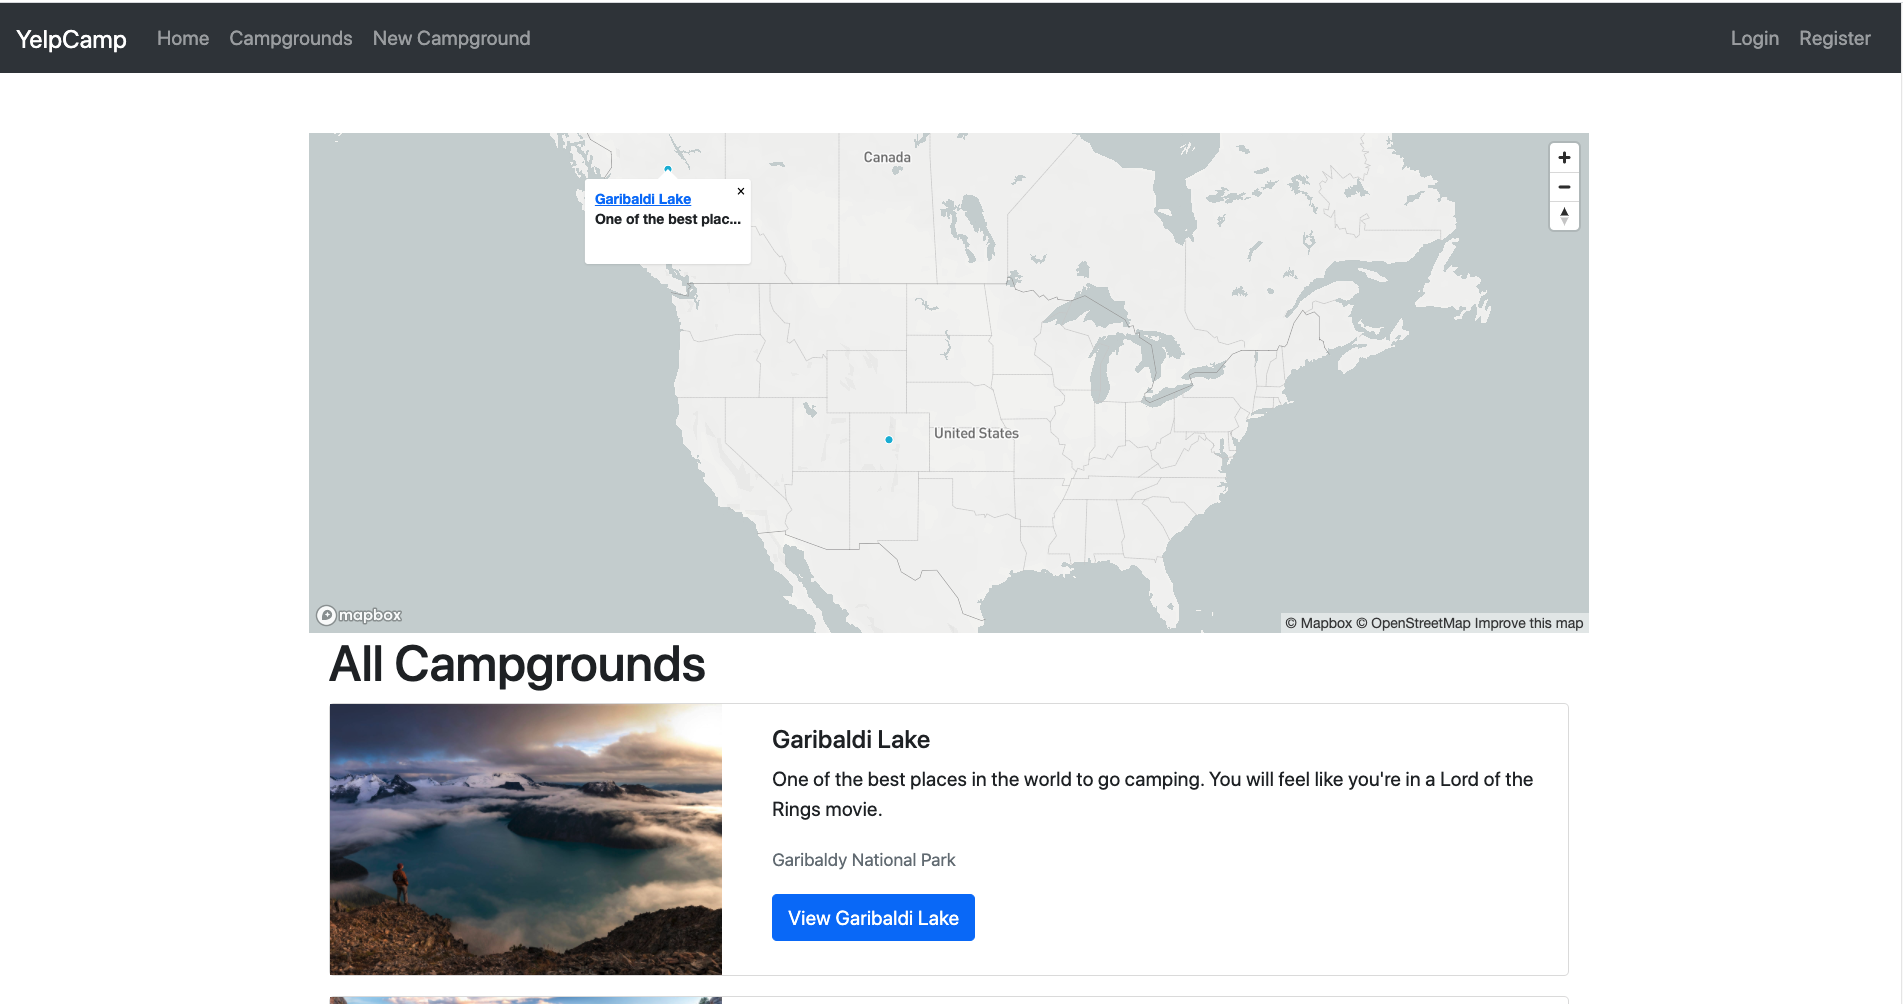 YelpCamp Home Campgrounds New Campground Login Register
Canada
Garibaldi Lake ×
One of the best plac...
United States
mapbox
© Mapbox © OpenStreetMap Improve this map
All Campgrounds
Garibaldi Lake
One of the best places in the world to go camping. You will feel like you're in a Lord of the
Rings movie.
Garibaldy National Park
View Garibaldi Lake